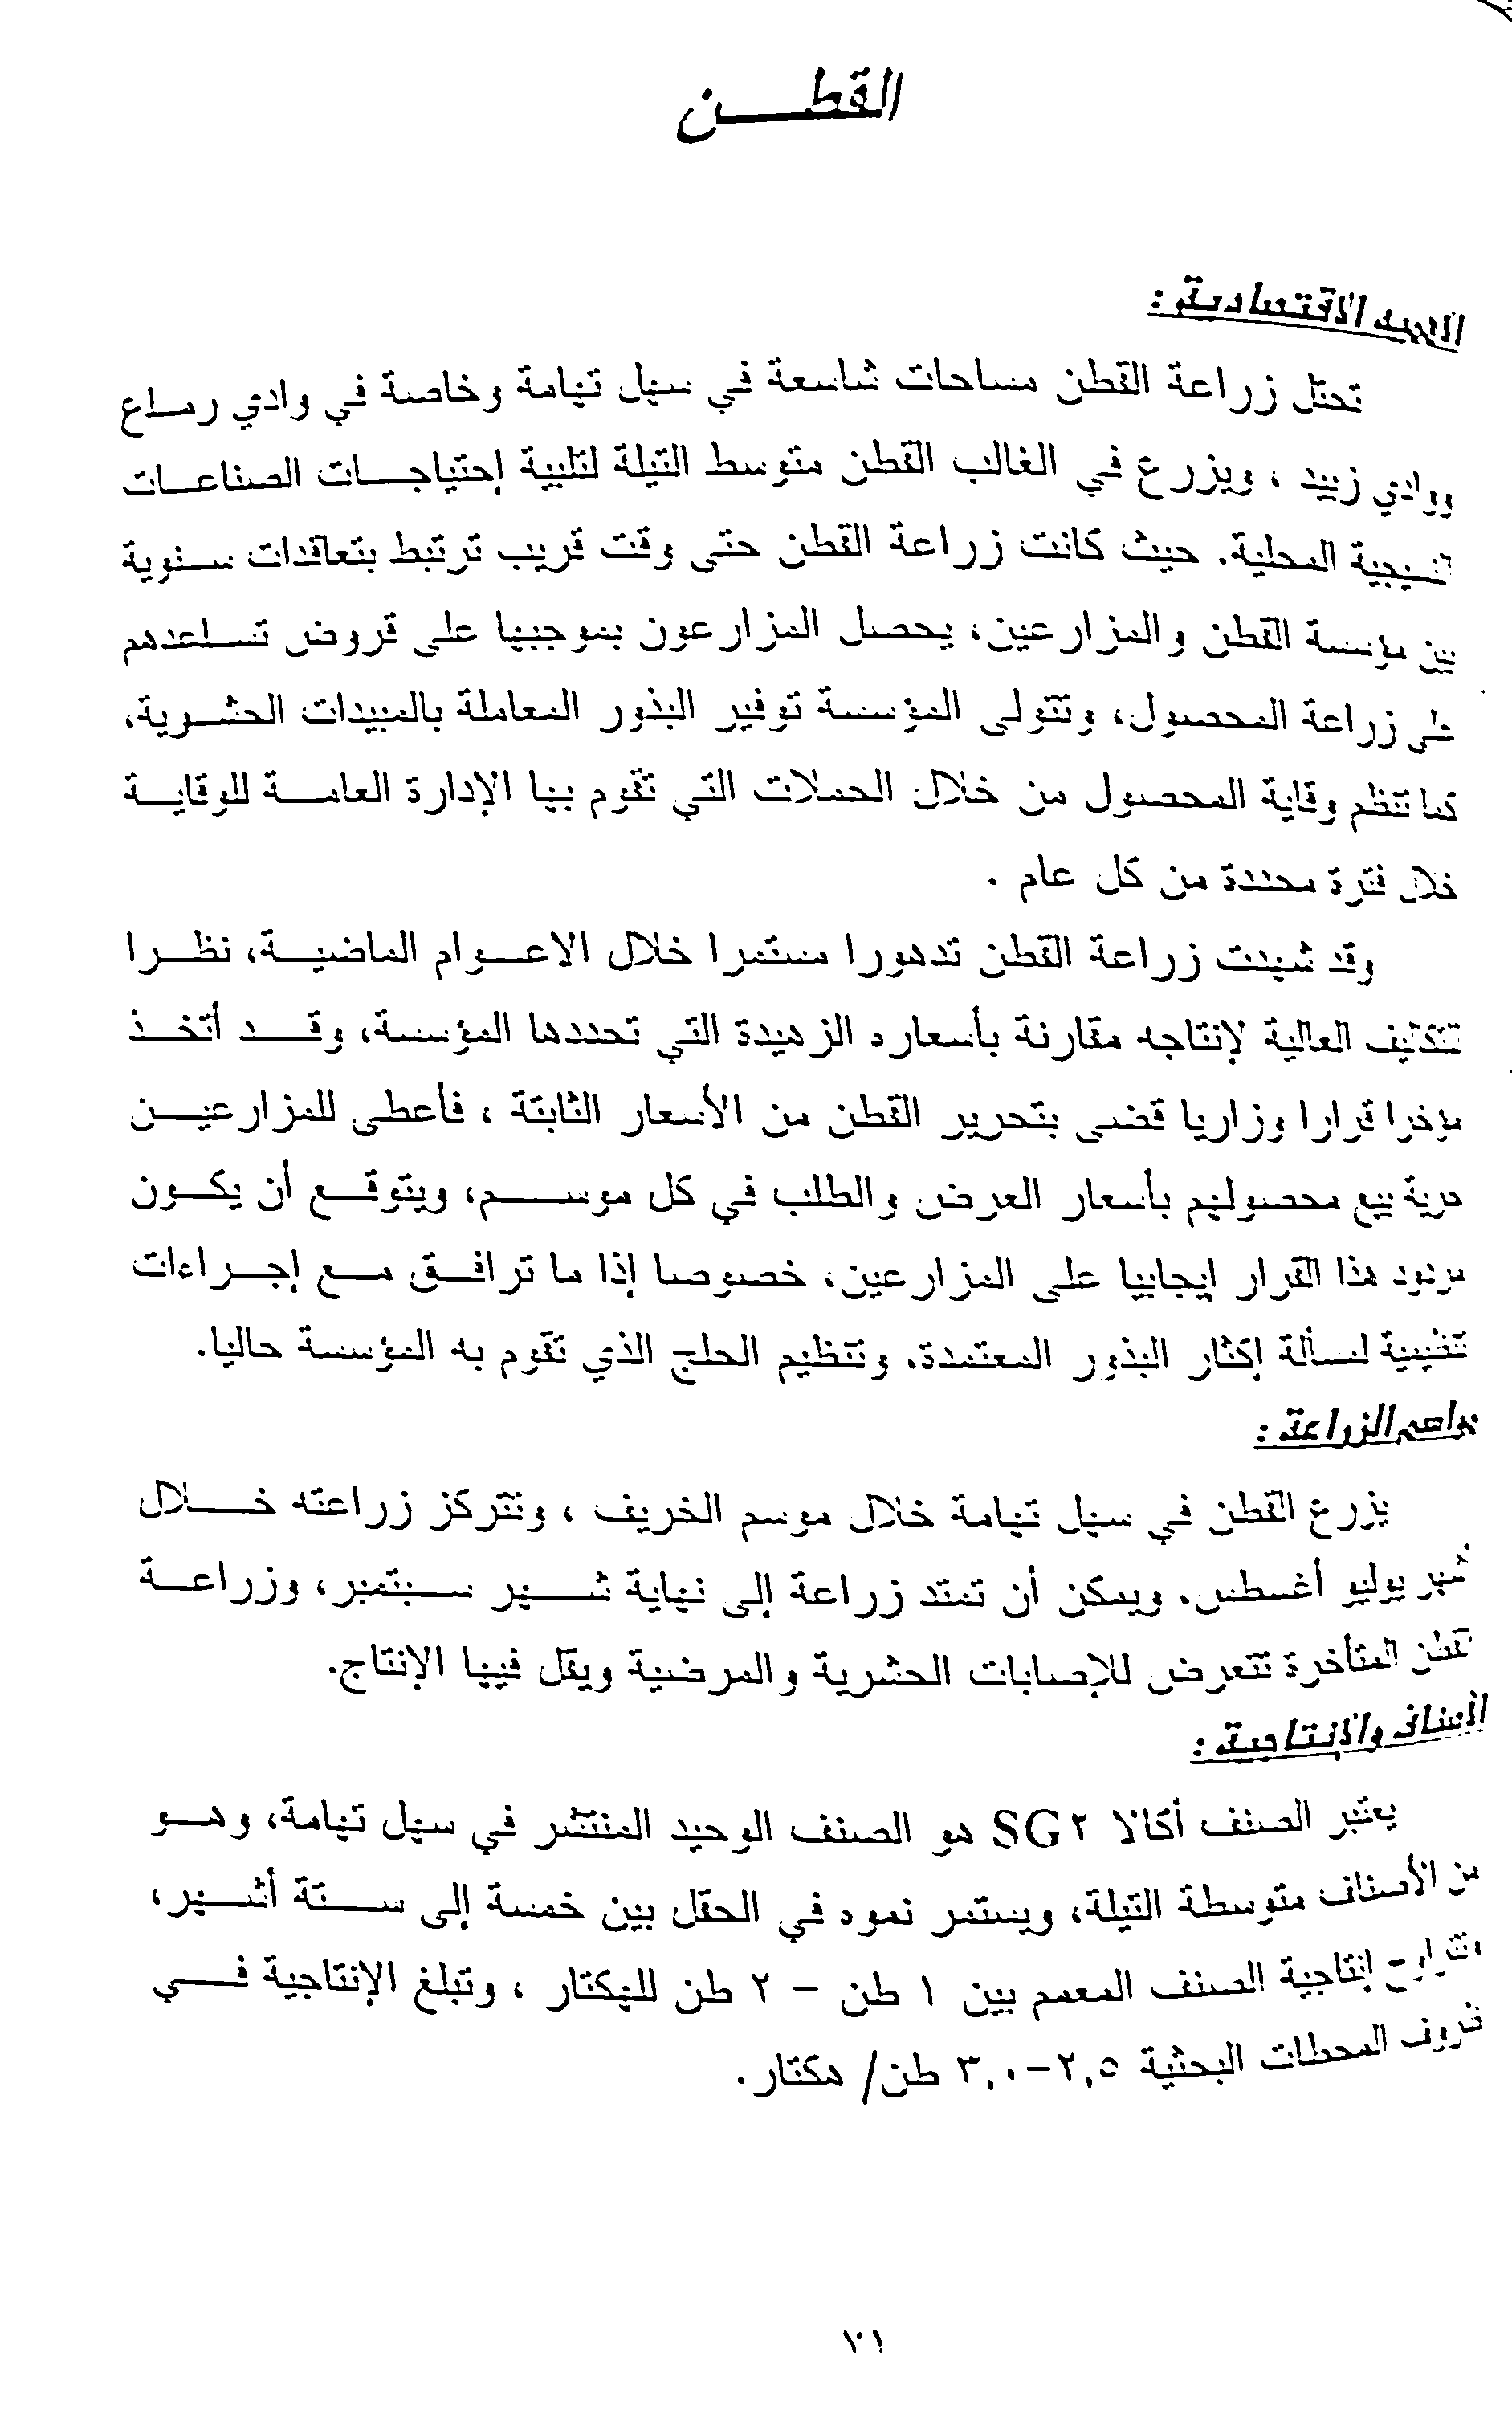 القطن
الأهمية الاقتصادية :
تحتل زراعة القطن مساحات شاسعة في سهل تهامة وخاصة في وادي رماع
ووادي زبيد ، ويزرع في الغالب القطن متوسط التيلة لتلبية إحتياجات الصناعات
النسيجية المحلية. حيث كانت زراعة القطن حتى وقت قريب ترتبط بتعاقدات سنوية
بين مؤسسة القطن والمزارعين، يحصل المزارعون بموجبها على قروض تساعدهم
على زراعة المحصول، وتتولى المؤسسة توفير البذور المعاملة بالمبيدات الحشرية،
كما تنظم وقاية المحصول من خلال الحملات التي تقوم بها الإدارة العامة للوقاية
خلال فترة محددة من كل عام .
وقد شهدت زراعة القطن تدهورا مستمرا خلال الاعوام الماضية، نظرا
للتكاليف العالية لإنتاجه مقارنة بأسعاره الزهيدة التي تحددها المؤسسة، وقد أتخذ
مؤخرا قرارا وزاريا قضى بتحرير القطن من الأسعار الثابتة ، فأعطى للمزارعين
حرية بيع محصولهم بأسعار العرض والطلب في كل موسم، ويتوقع أن يكون
مردود هذا القرار إيجابيا على المزارعين، خصوصا إذا ما ترافق مع إجراءات
تنظيمية لمسألة إكثار البذور المعتمدة، وتنظيم الحلج الذي تقوم به المؤسسة حاليا.
مواسم الزراعة :
يزرع القطن في سهل تهامة خلال موسم الخريف ، وتتركز زراعته خلال
شهر يوليو أغسطس. ويمكن أن تمتد زراعة إلى نهاية شهر سبتمبر، وزراعة
القطن المتأخرة تتعرض للإصابات الحشرية والمرضية ويقل فيها الإنتاج.
الأصناف والإنتاجية :
يعتبر الصنف أكالا SG٢ هو الصنف الوحيد المنتشر في سهل تهامة، وهو
من الأصناف متوسطة التيلة، ويستمر نموه في الحقل بين خمسة إلى ستة أشهر،
وتتراوح إنتاجية الصنف المعمم بين ١ طن - ٢ طن للهكتار ، وتبلغ الإنتاجية في
ظروف المحطات البحثية ٢,٥-٣,٠ طن/ هكتار.